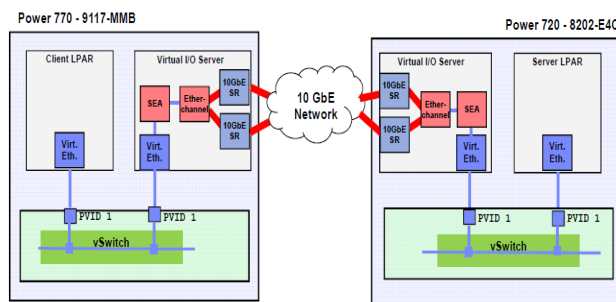 Power 770 - 9117-MMB
Client LPAR
Virt.
Eth.
Virtual I/O Server
SEA
Ether-
channel
10GbE
SR
10GbE
SR
Virt.
Eth.
PVID 1
PVID 1
vSwitch
10 GbE
Network
Power 720 - 8202-E4C
Virtual I/O Server
10GbE
SR
10GbE
SR
Ether-
channel
SEA
Virt.
Eth.
Server LPAR
Virt.
Eth.
PVID 1
PVID 1
vSwitch